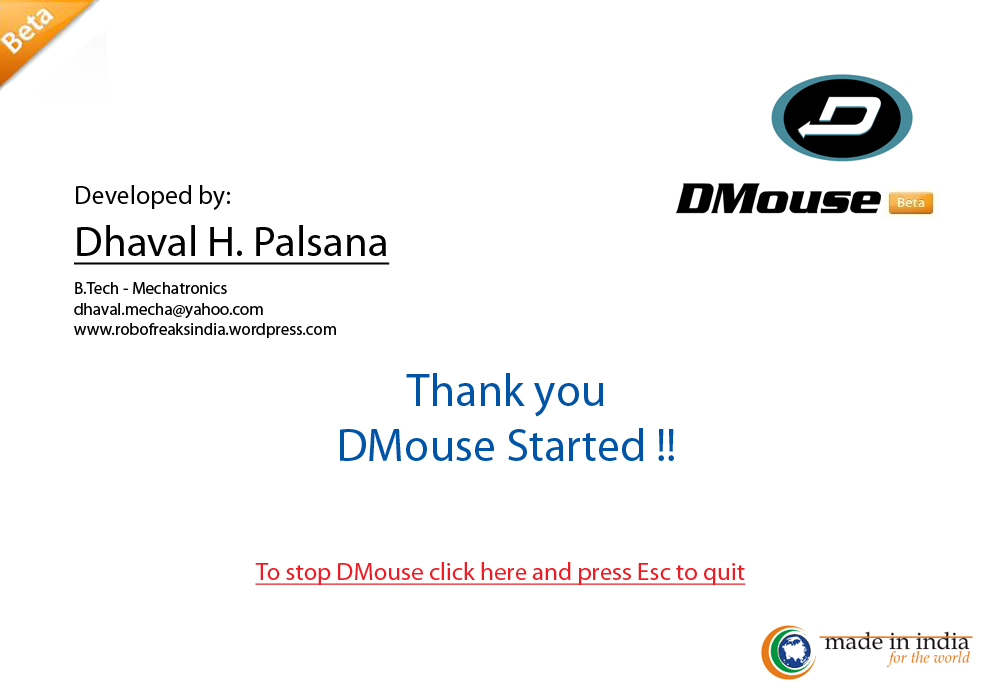 Beta
D
DMouse Beta
Developed by:
Dhaval H. Palsana
B.Tech - Mechatronics
dhaval.mecha@yahoo.com
www.robofreaksindia.wordpress.com
Thank you
DMouse Started !!
To stop DMouse click here and press Esc to quit
made in india
for the world